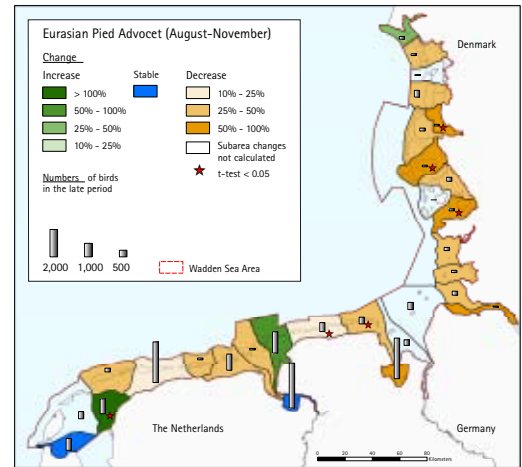 Eurasian Pied Advocet (August-November)
Denmark
Change
Increase
Stable
Decrease
> 100%
10% - 25%
50% - 100%
25% - 50%
25% - 50%
50% - 100%
10% - 25%
Subarea changes
not calculated
t-test < 0.05
Numbers of birds
in the late period
2,000
1,000
500
Wadden Sea Area
The Netherlands
Germany
0 20 40 60 80
Kilometers